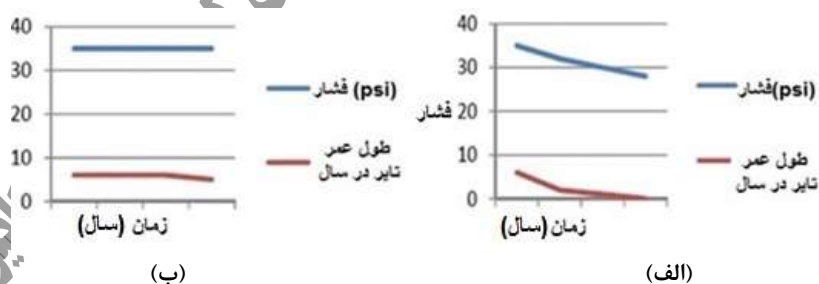 40
30
20
10
0
فشار
فشار(psi)
طول عمر
تایر در سال
زمان (سال)
(الف)
40
30
20
10
0
فشار (psi)
طول عمر
تایر در سال
زمان (سال)
(ب)